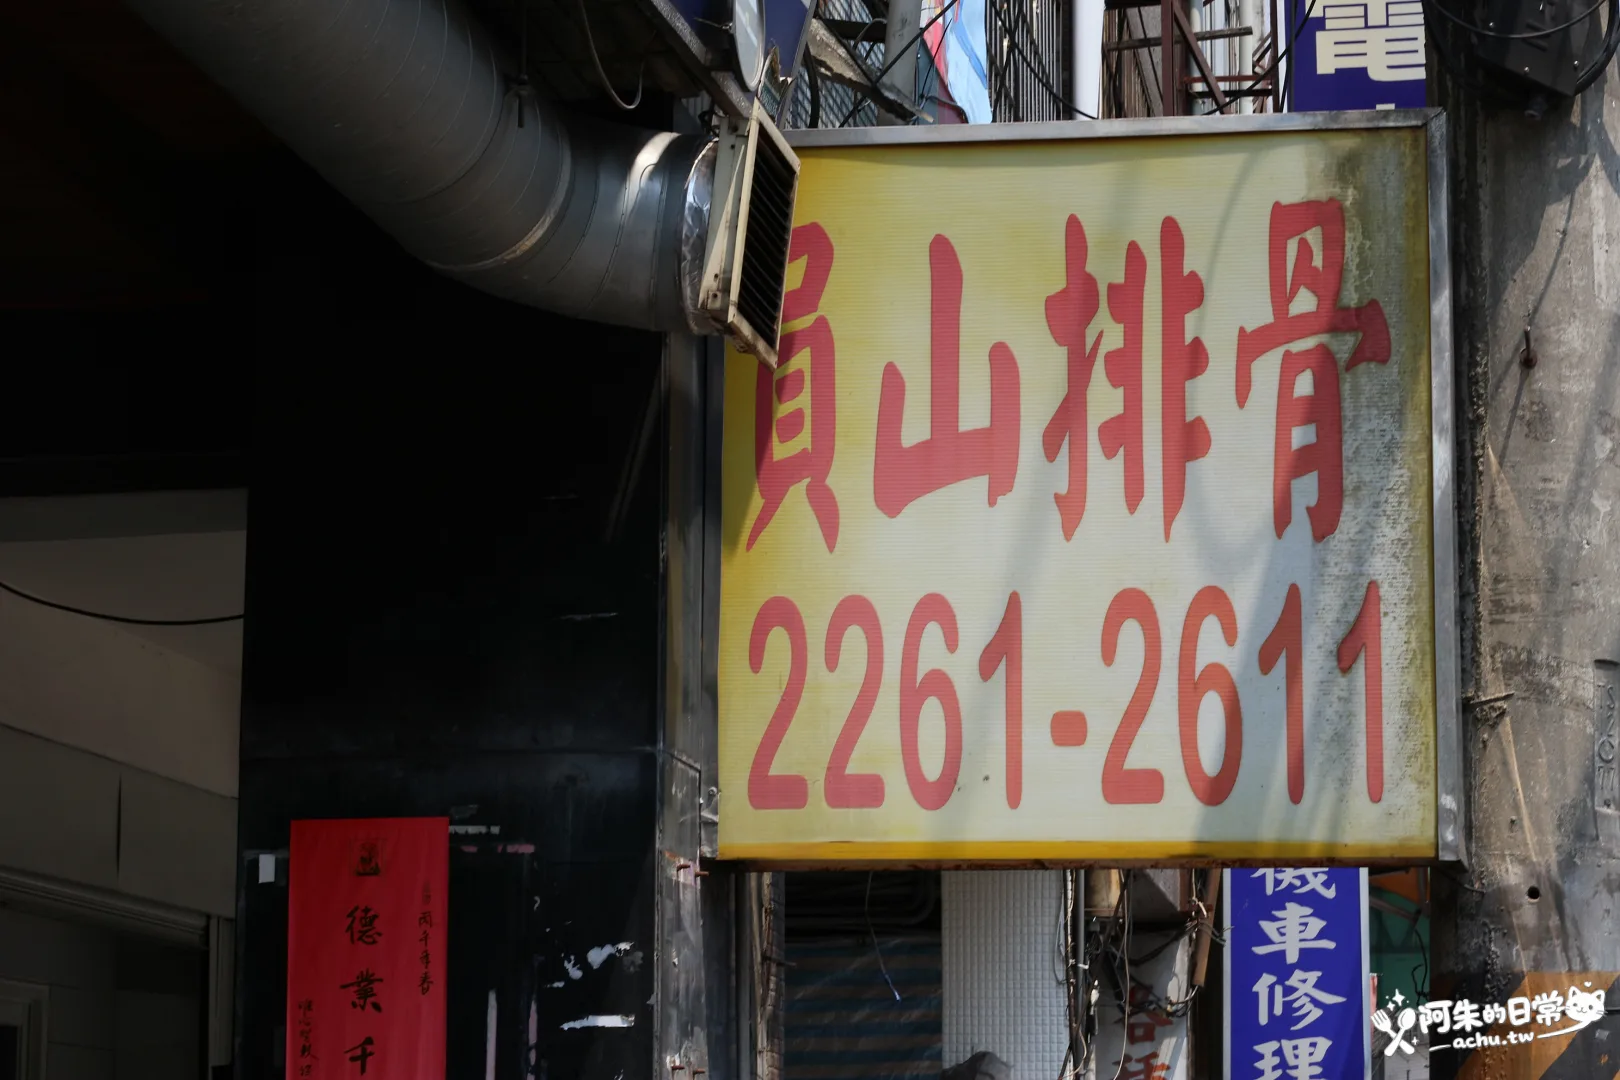 電
員山排骨
2261-2611
德業千
機車修理
阿朱的日常
achu.tw